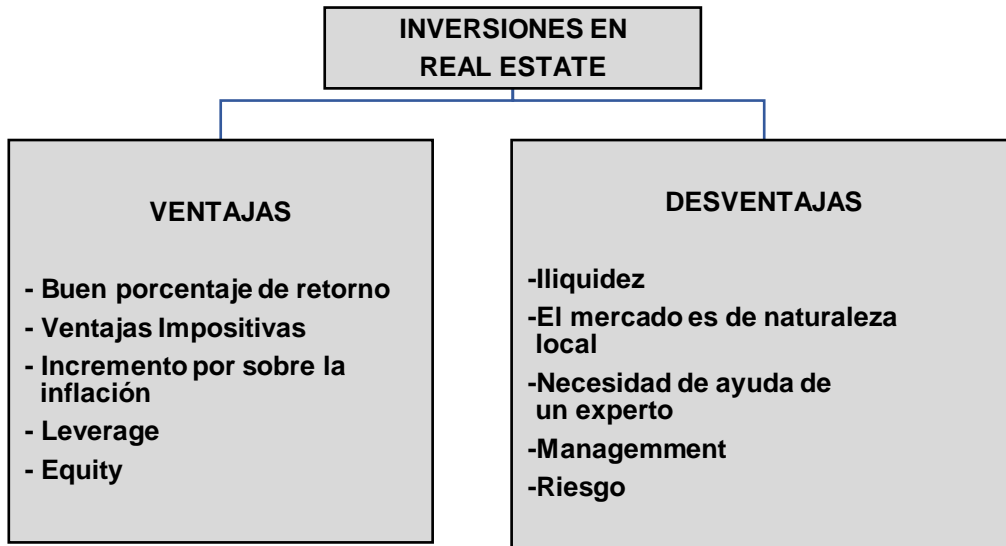 INVERSIONES EN
REAL ESTATE
VENTAJAS
- Buen porcentaje de retorno
- Ventajas Impositivas
- Incremento por sobre la
inflación
- Leverage
- Equity
DESVENTAJAS
-Iliquidez
-El mercado es de naturaleza
local
-Necesidad de ayuda de
un experto
-Managemment
-Riesgo